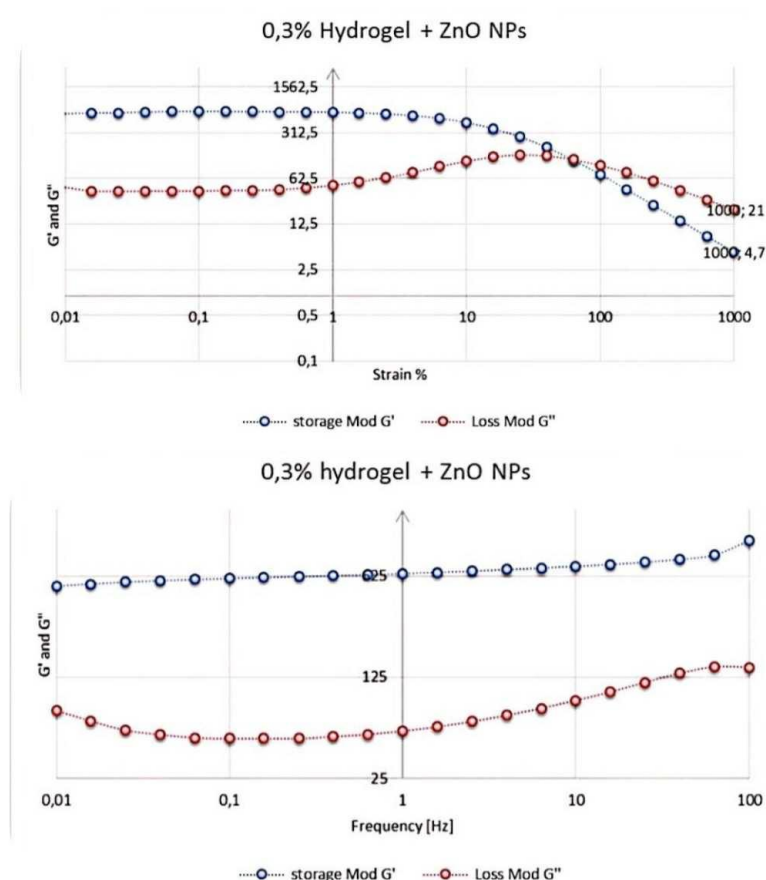 0,3% Hydrogel + ZnO NPs
1562,5
312,5
62,5
12,5
2,5
0,5
0,1
G' and G"
1000; 21
1000; 4,7
0,01 0,1 1 10 100 1000
Strain %
storage Mod G' Loss Mod G"
0,3% hydrogel + ZnO NPs
625
125
25
G' and G"
0,01 0,1 1 10 100
Frequency [Hz]
storage Mod G' Loss Mod G"